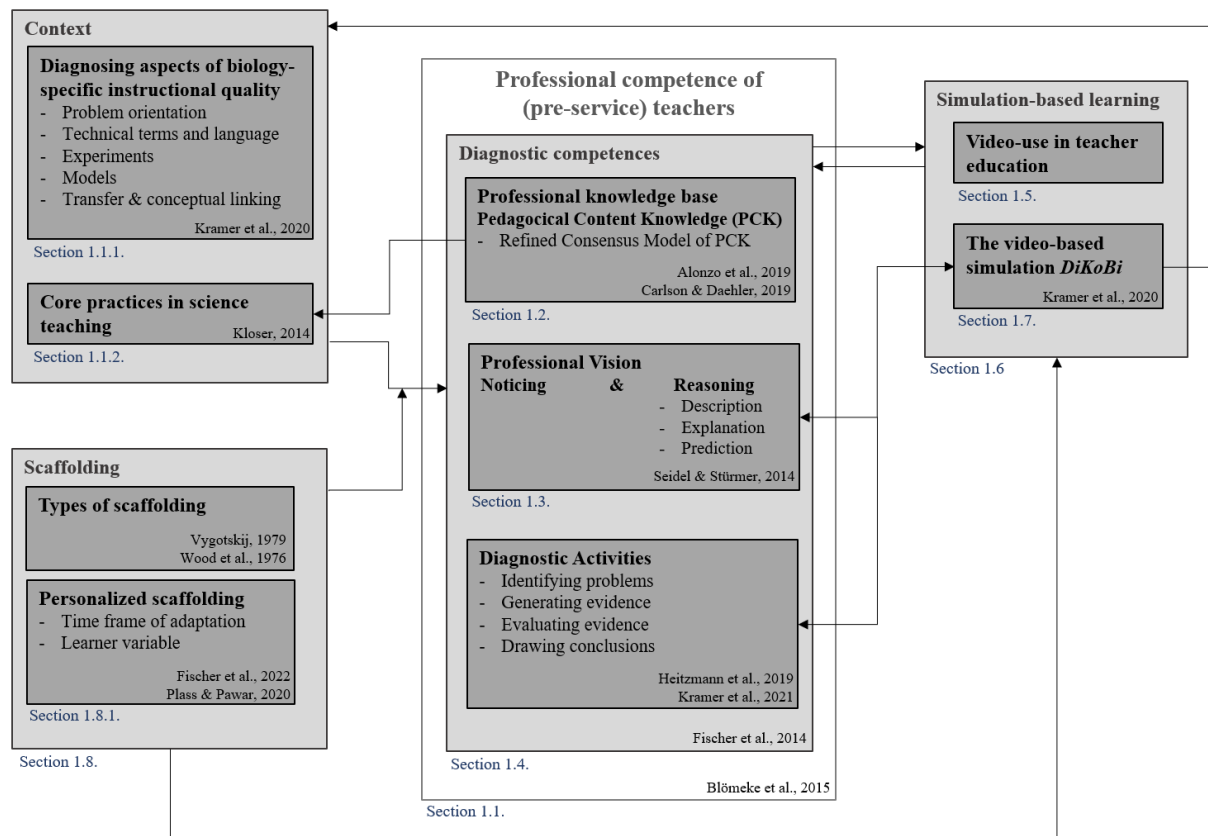 Context
Diagnosing aspects of biology-
specific instructional quality
- Problem orientation
- Technical terms and language
- Experiments
- Models
- Transfer & conceptual linking
Kramer et al., 2020
Section 1.1.1.
Core practices in science
teaching
Kloser, 2014
Section 1.1.2.
Scaffolding
Types of scaffolding
Vygotskij, 1979
Wood et al., 1976
Personalized scaffolding
- Time frame of adaptation
- Learner variable
Fischer et al., 2022
Plass & Pawar, 2020
Section 1.8.1.
Section 1.8.
Professional competence of
(pre-service) teachers
Diagnostic competences
Professional knowledge base
Pedagocical Content Knowledge (PCK)
- Refined Consensus Model of PCK
Alonzo et al., 2019
Carlson & Daehler, 2019
Section 1.2.
Professional Vision
Noticing & Reasoning
- Description
- Explanation
- Prediction
Seidel & Stürmer, 2014
Section 1.3.
Diagnostic Activities
- Identifying problems
- Generating evidence
- Evaluating evidence
- Drawing conclusions
Heitzmann et al., 2019
Kramer et al., 2021
Fischer et al., 2014
Section 1.4.
Blömeke et al., 2015
Section 1.1.
Simulation-based learning
Video-use in teacher
education
Section 1.5.
The video-based
simulation DiKoBi
Kramer et al., 2020
Section 1.7.
Section 1.6